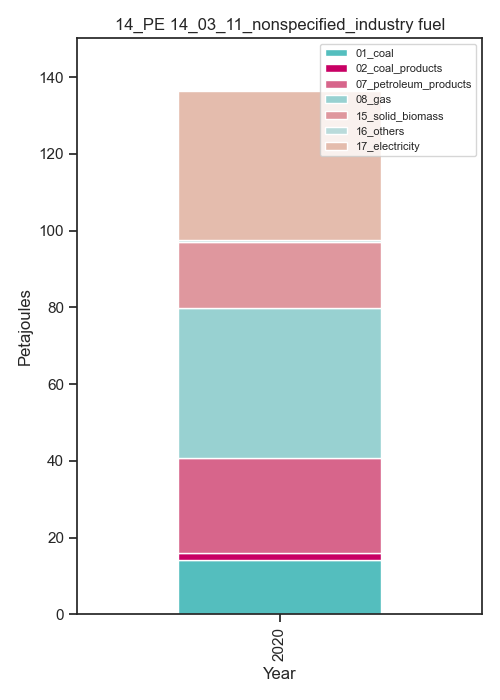 14_PE 14_03_11_nonspecified_industry fuel
01_coal
02_coal_products
07_petroleum_products
08_gas
15_solid_biomass
16_others
17_electricity
140
120
100
80
60
40
20
0
Petajoules
2020
Year